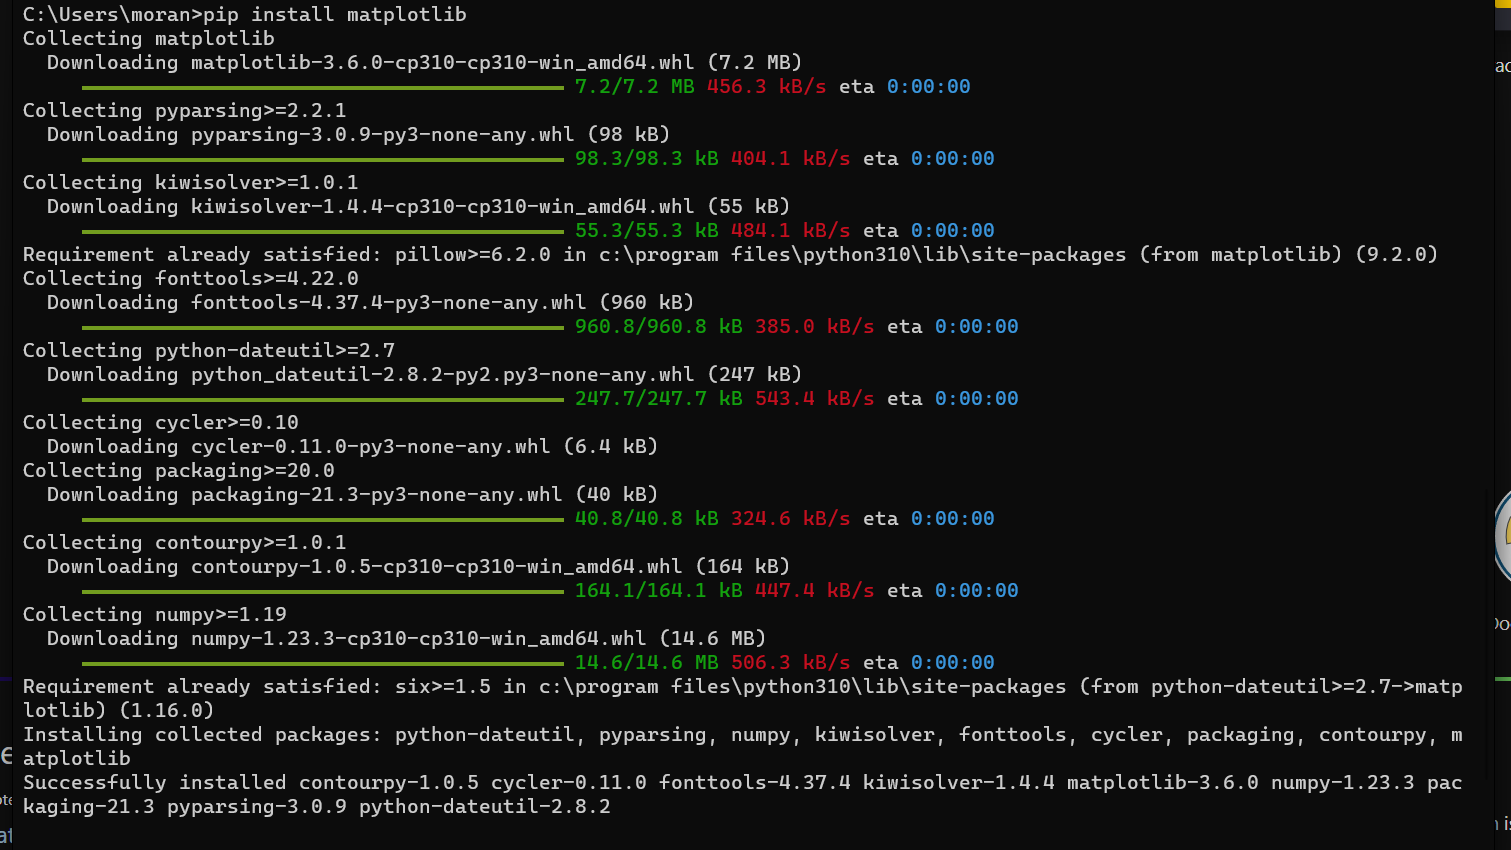 C:\Users\moran>pip install matplotlib
Collecting matplotlib
  Downloading matplotlib-3.6.0-cp310-cp310-win_amd64.whl (7.2 MB)
7.2/7.2 MB 456.3 kB/s eta 0:00:00
Collecting pyparsing>=2.2.1
  Downloading pyparsing-3.0.9-py3-none-any.whl (98 kB)
98.3/98.3 kB 404.1 kB/s eta 0:00:00
Collecting kiwisolver>=1.0.1
  Downloading kiwisolver-1.4.4-cp310-cp310-win_amd64.whl (55 kB)
55.3/55.3 kB 484.1 kB/s eta 0:00:00
Requirement already satisfied: pillow>=6.2.0 in c:\program files\python310\lib\site-packages (from matplotlib) (9.2.0)
Collecting fonttools>=4.22.0
  Downloading fonttools-4.37.4-py3-none-any.whl (960 kB)
960.8/960.8 kB 385.0 kB/s eta 0:00:00
Collecting python-dateutil>=2.7
  Downloading python_dateutil-2.8.2-py2.py3-none-any.whl (247 kB)
247.7/247.7 kB 543.4 kB/s eta 0:00:00
Collecting cycler>=0.10
  Downloading cycler-0.11.0-py3-none-any.whl (6.4 kB)
Collecting packaging>=20.0
  Downloading packaging-21.3-py3-none-any.whl (40 kB)
40.8/40.8 kB 324.6 kB/s eta 0:00:00
Collecting contourpy>=1.0.1
  Downloading contourpy-1.0.5-cp310-cp310-win_amd64.whl (164 kB)
164.1/164.1 kB 447.4 kB/s eta 0:00:00
Collecting numpy>=1.19
  Downloading numpy-1.23.3-cp310-cp310-win_amd64.whl (14.6 MB)
14.6/14.6 MB 506.3 kB/s eta 0:00:00
Requirement already satisfied: six>=1.5 in c:\program files\python310\lib\site-packages (from python-dateutil>=2.7->matp
lotlib) (1.16.0)
Installing collected packages: python-dateutil, pyparsing, numpy, kiwisolver, fonttools, cycler, packaging, contourpy, m
atplotlib
Successfully installed contourpy-1.0.5 cycler-0.11.0 fonttools-4.37.4 kiwisolver-1.4.4 matplotlib-3.6.0 numpy-1.23.3 pac
kaging-21.3 pyparsing-3.0.9 python-dateutil-2.8.2